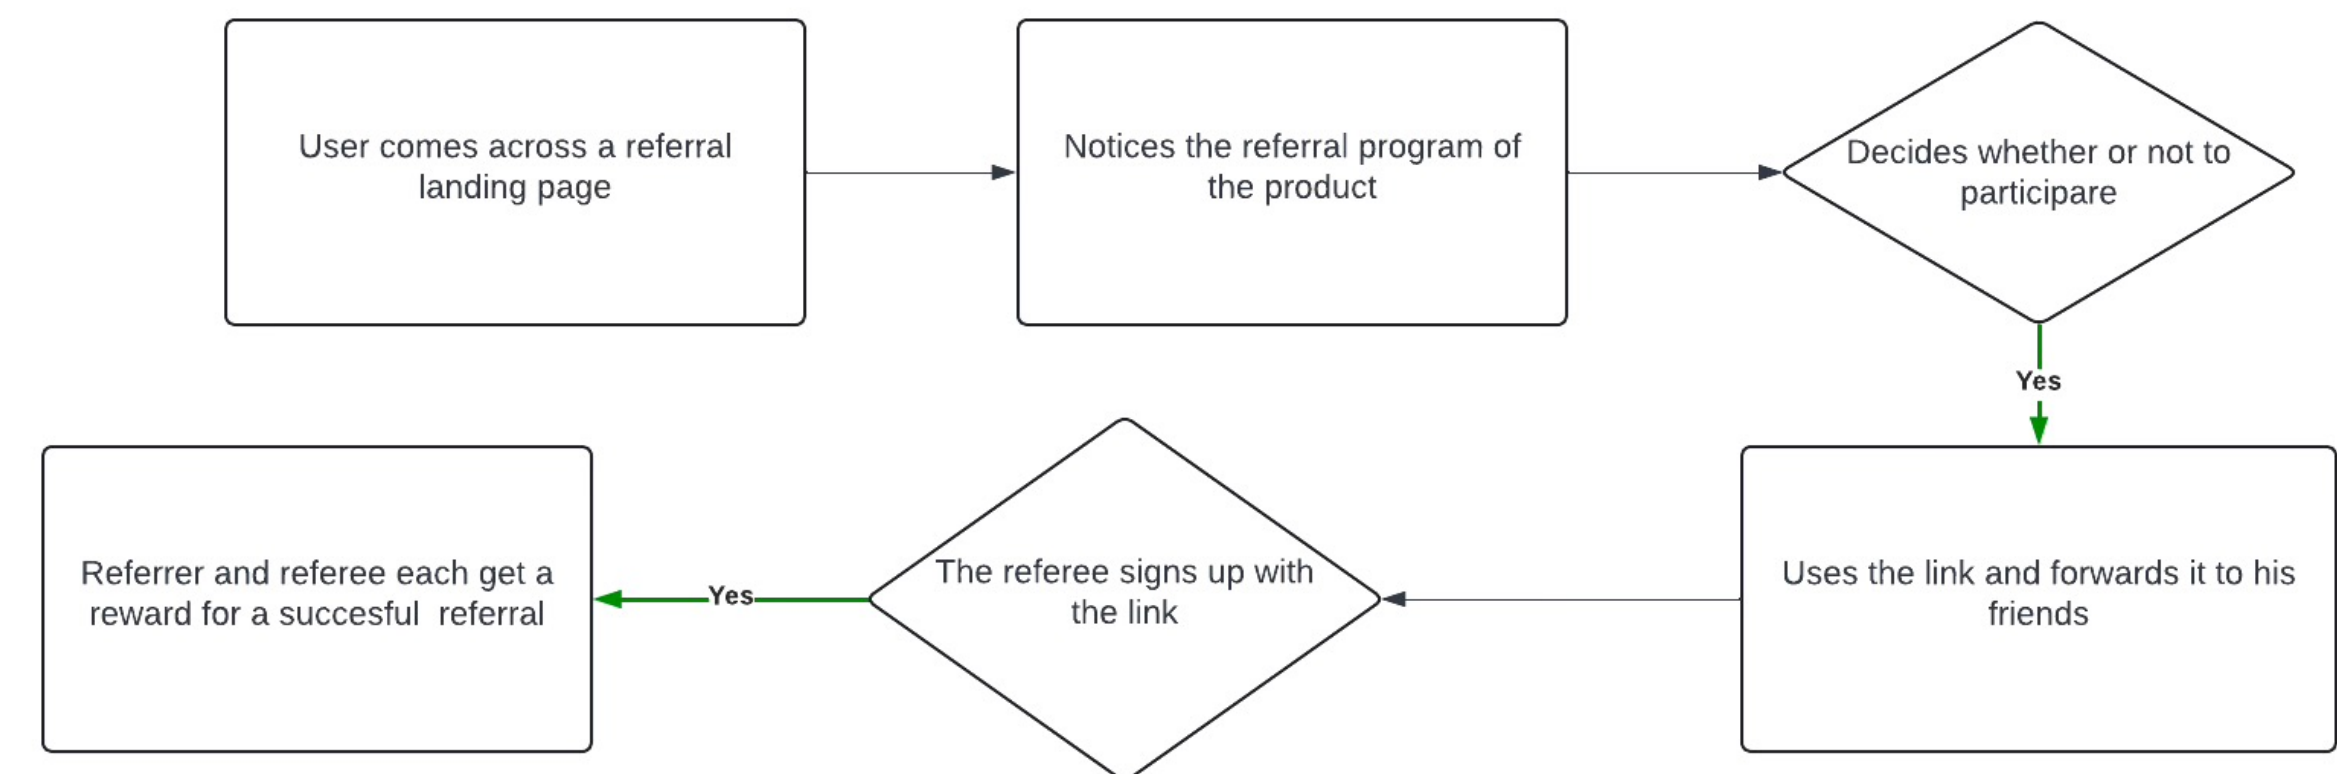 User comes across a referral
landing page
Notices the referral program of
the product
Decides whether or not to
participare
Yes
Uses the link and forwards it to his
friends
The referee signs up with
the link
Yes
Referrer and referee each get a
reward for a succesful  referral